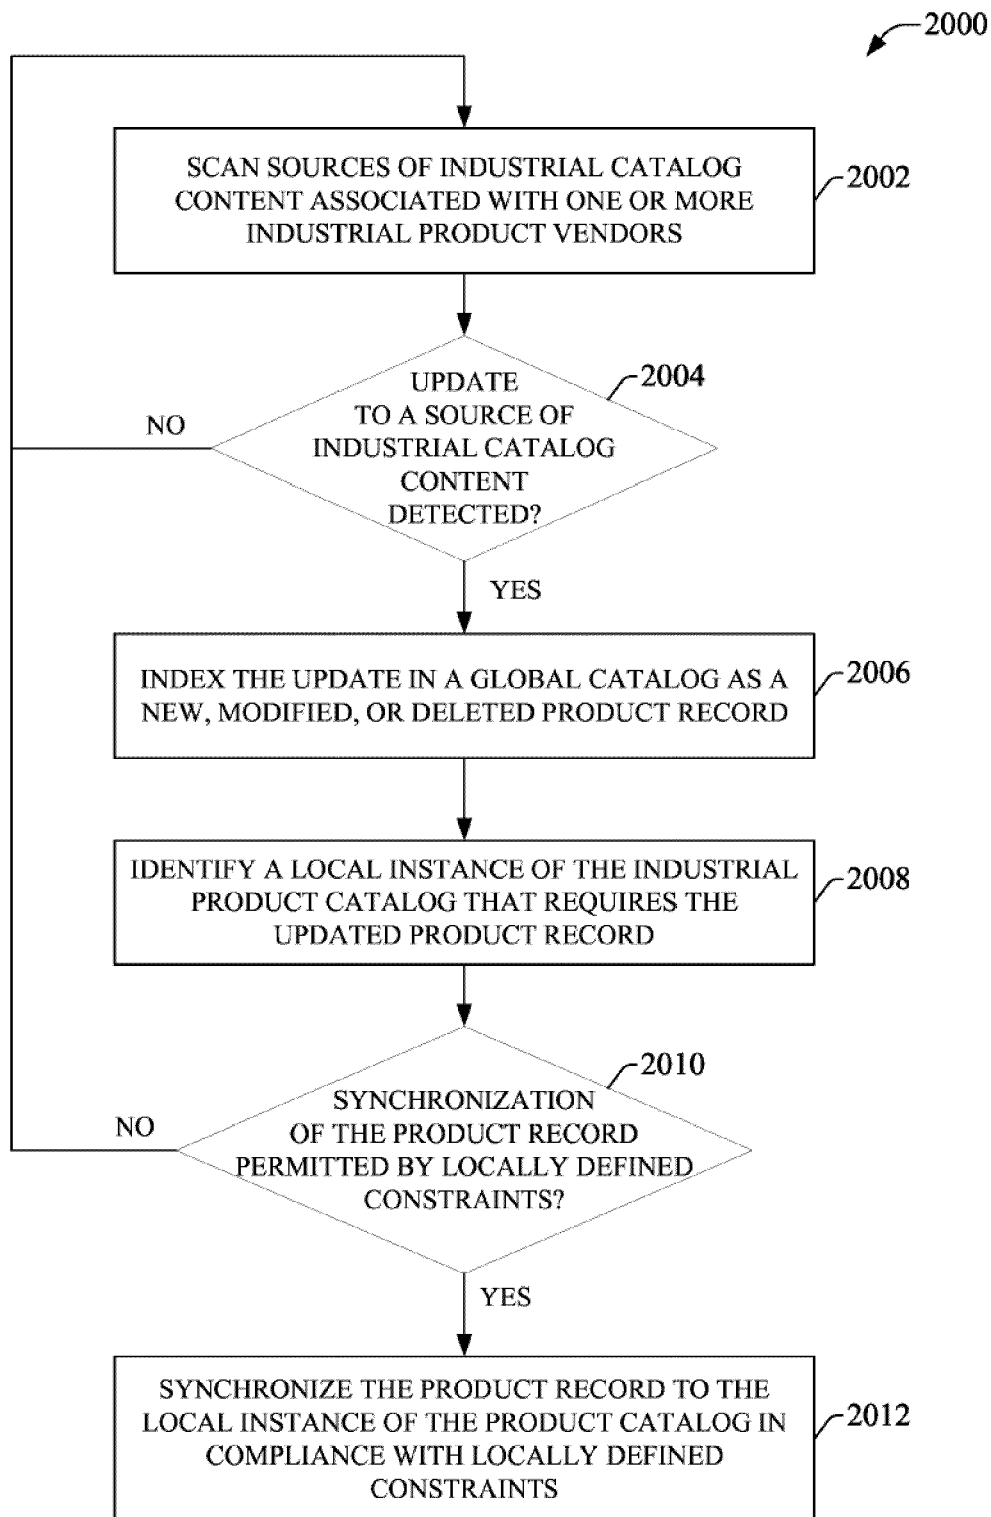 2000
SCAN SOURCES OF INDUSTRIAL CATALOG
CONTENT ASSOCIATED WITH ONE OR MORE
INDUSTRIAL PRODUCT VENDORS
2002
UPDATE
TO A SOURCE OF
INDUSTRIAL CATALOG
CONTENT
DETECTED?
2004
NO
YES
INDEX THE UPDATE IN A GLOBAL CATALOG AS A
NEW, MODIFIED, OR DELETED PRODUCT RECORD
2006
IDENTIFY A LOCAL INSTANCE OF THE INDUSTRIAL
PRODUCT CATALOG THAT REQUIRES THE
UPDATED PRODUCT RECORD
2008
SYNCHRONIZATION
OF THE PRODUCT RECORD
PERMITTED BY LOCALLY DEFINED
CONSTRAINTS?
2010
NO
YES
SYNCHRONIZE THE PRODUCT RECORD TO THE
LOCAL INSTANCE OF THE PRODUCT CATALOG IN
COMPLIANCE WITH LOCALLY DEFINED
CONSTRAINTS
2012